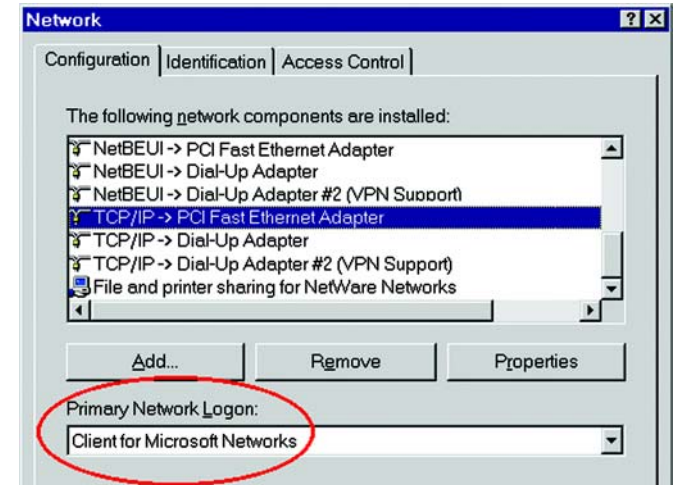 Network
Configuration Identification Access Control
The following network components are installed:
NetBEUI -> PCI Fast Ethernet Adapter
NetBEUI -> Dial-Up Adapter
NetBEUI -> Dial-Up Adapter #2 (VPN Support)
TCP/IP -> PCI Fast Ethernet Adapter
TCP/IP -> Dial-Up Adapter
TCP/IP -> Dial-Up Adapter #2 (VPN Support)
File and printer sharing for NetWare Networks
Add... Remove Properties
Primary Network Logon:
Client for Microsoft Networks